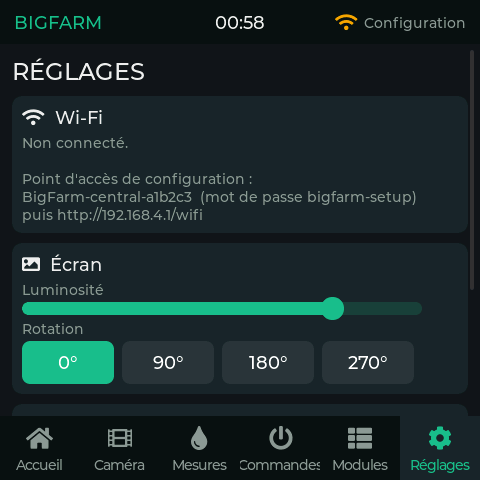 BIGFARM 00:58 Configuration
RÉGLAGES
Wi-Fi
Non connecté.
Point d'accès de configuration :
BigFarm-central-a1b2c3 (mot de passe bigfarm-setup)
puis http://192.168.4.1/wifi
Écran
Luminosité
Rotation
0° 90° 180° 270°
Accueil Caméra Mesures Commandes Modules Réglages